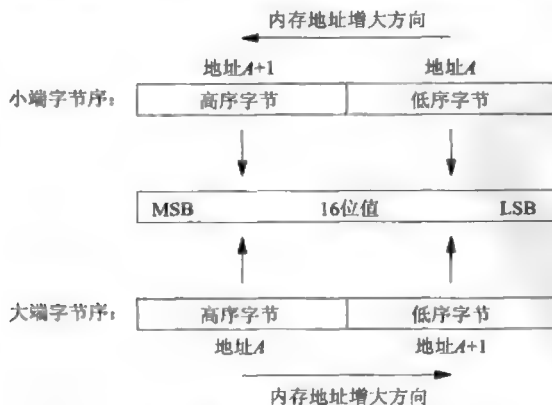 内存地址增大方向
地址A+1 地址A
小端字节序： 高序字节 低序字节
MSB 16位值 LSB
大端字节序： 高序字节 低序字节
地址A 地址A+1
内存地址增大方向